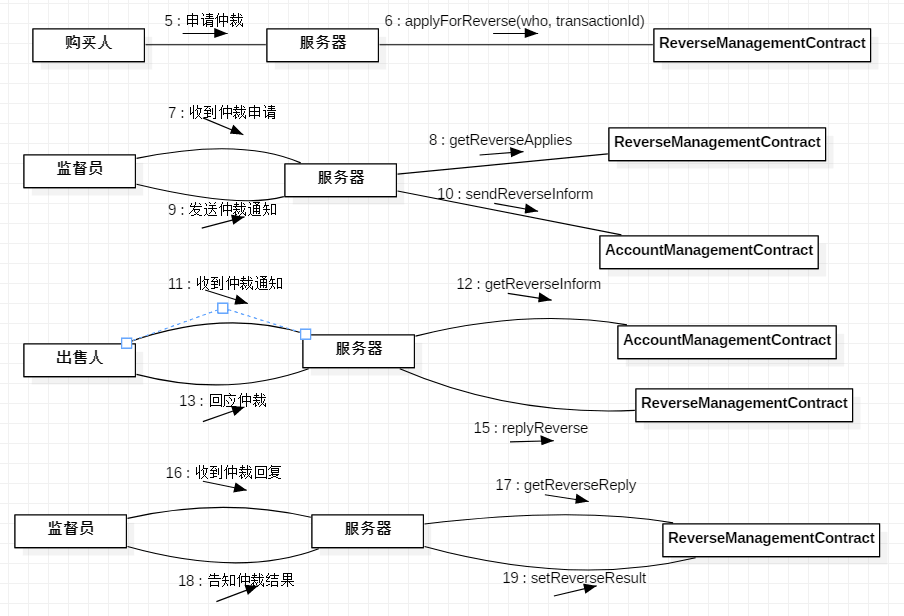 5 : 申请仲裁
6 : applyForReverse(who, transactionId)
购买人
服务器
ReverseManagementContract
7 : 收到仲裁申请
8 : getReverseApplies
ReverseManagementContract
监督员
服务器
10 : sendReverseInform
9 : 发送仲裁通知
AccountManagementContract
11 : 收到仲裁通知
12 : getReverseInform
出售人
服务器
AccountManagementContract
13 : 回应仲裁
ReverseManagementContract
15 : replyReverse
16 : 收到仲裁回复
17 : getReverseReply
监督员
服务器
ReverseManagementContract
18 : 告知仲裁结果
19 : setReverseResult